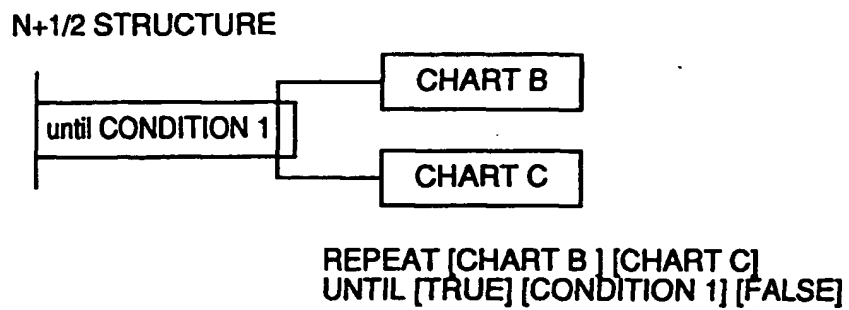 N+1/2 STRUCTURE
CHART B
until CONDITION 1
CHART C
REPEAT [CHART B ] [CHART C]
UNTIL [TRUE] [CONDITION 1] [FALSE]